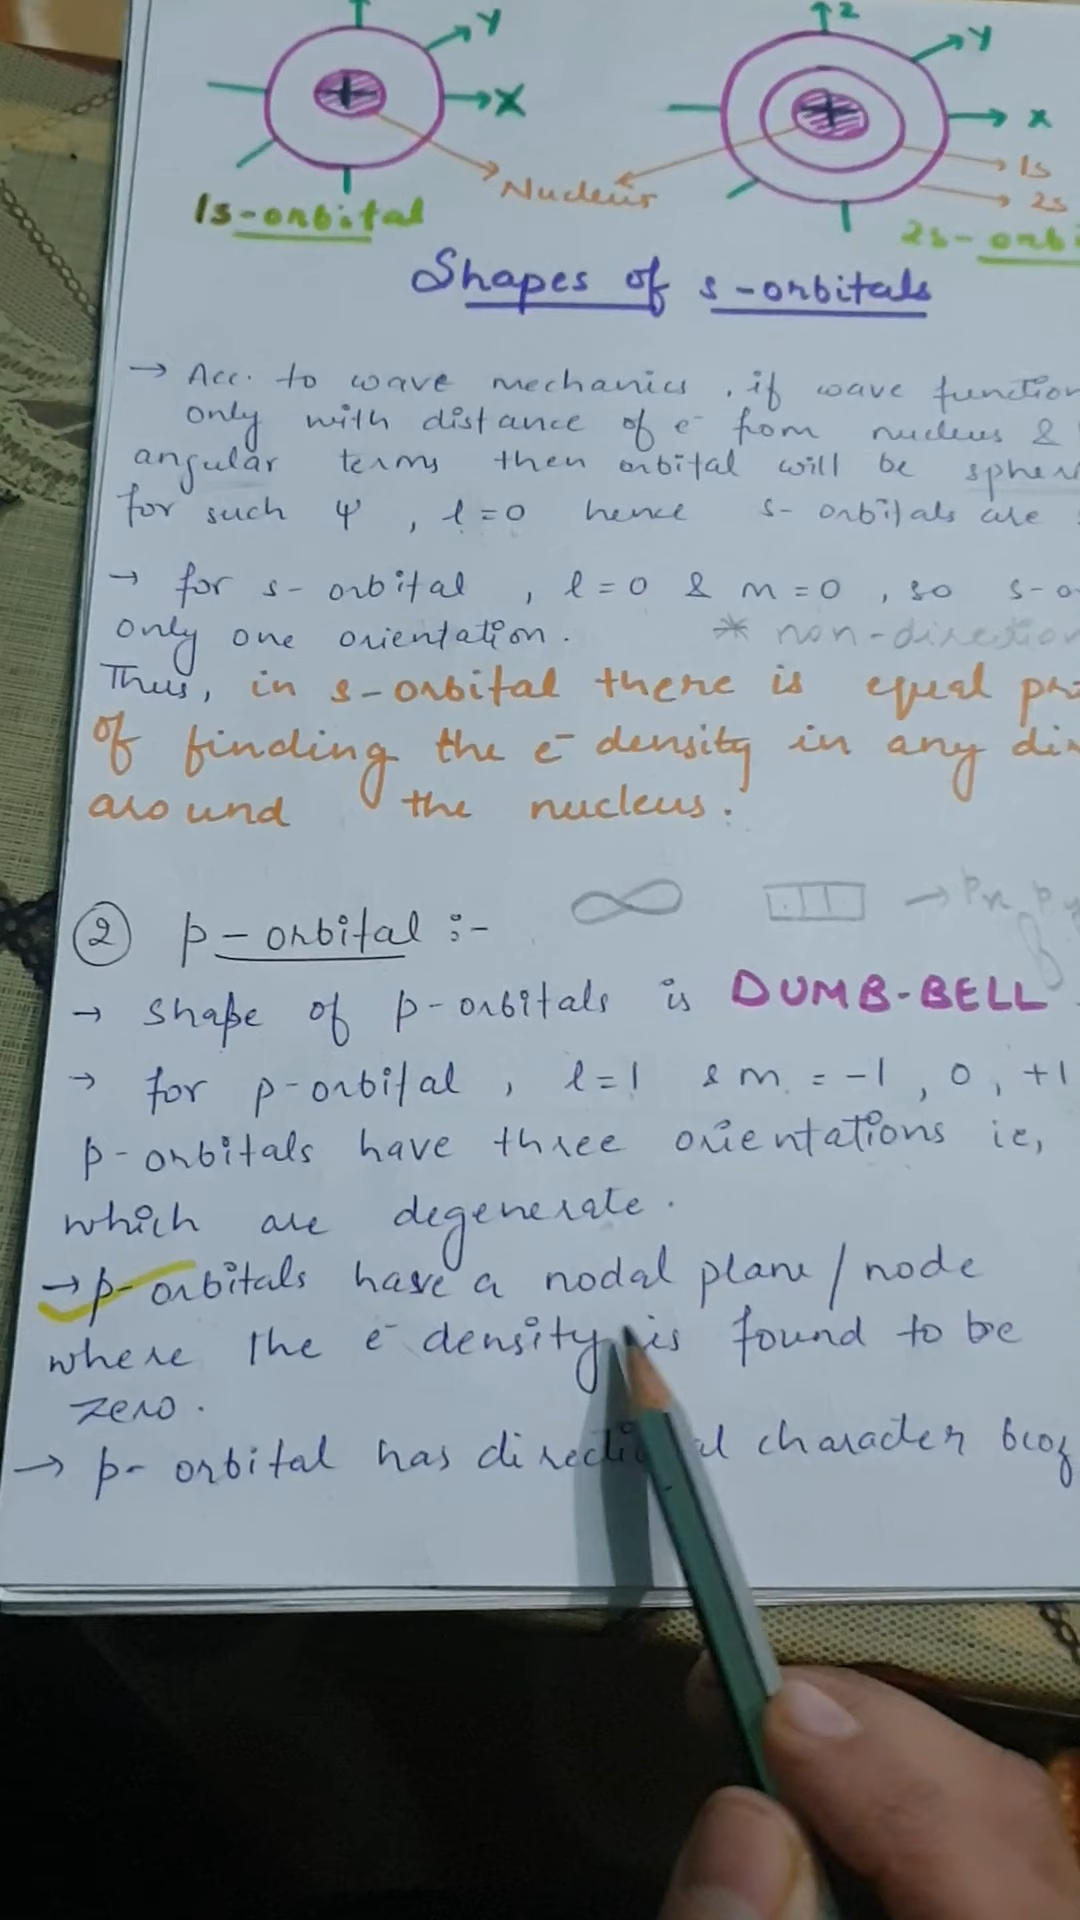 z
Y Y
X x
Nucleus
1s
2s
1s-orbital
2s-
Shapes of s-orbitals
→ Acc. to wave mechanics, if wave function
only with distance of e⁻ from nucleus &
angular terms then orbital will be
for such ψ, l=0 hence s-orbitals are
→ for s-orbital, l=0 & m=0, so
only one orientation. * non-
Thus, in s-orbital there is equal
of finding the e⁻ density in any
around the nucleus.
② p-orbital :-
∞ → Px
→ Shape of p-orbitals is DUMB-BELL
→ for p-orbital, l=1 & m = -1, 0, +1
p-orbitals have three orientations ie,
which are degenerate.
→ p-orbitals have a nodal plane/node
where the e⁻ density is found to be
zero.
→ p-orbital has directional character bcoz